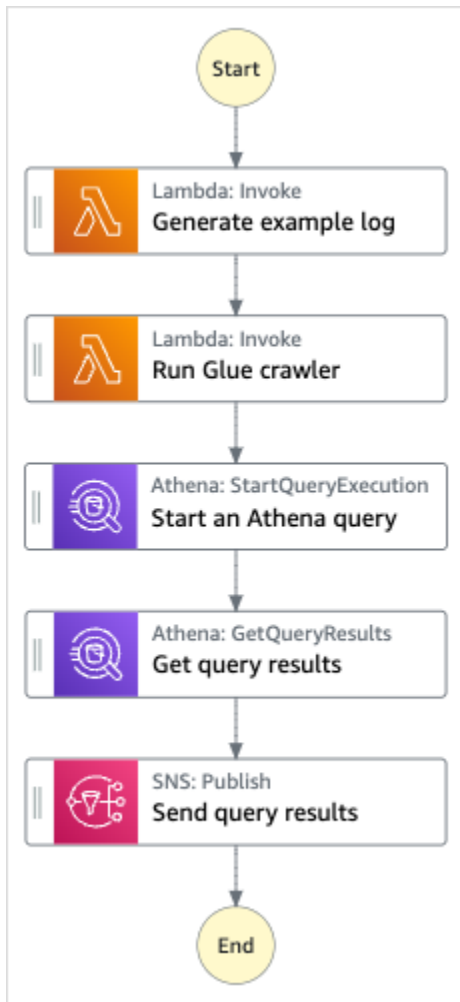 Start
Lambda: Invoke
Generate example log
Lambda: Invoke
Run Glue crawler
Athena: StartQueryExecution
Start an Athena query
Athena: GetQueryResults
Get query results
SNS: Publish
Send query results
End